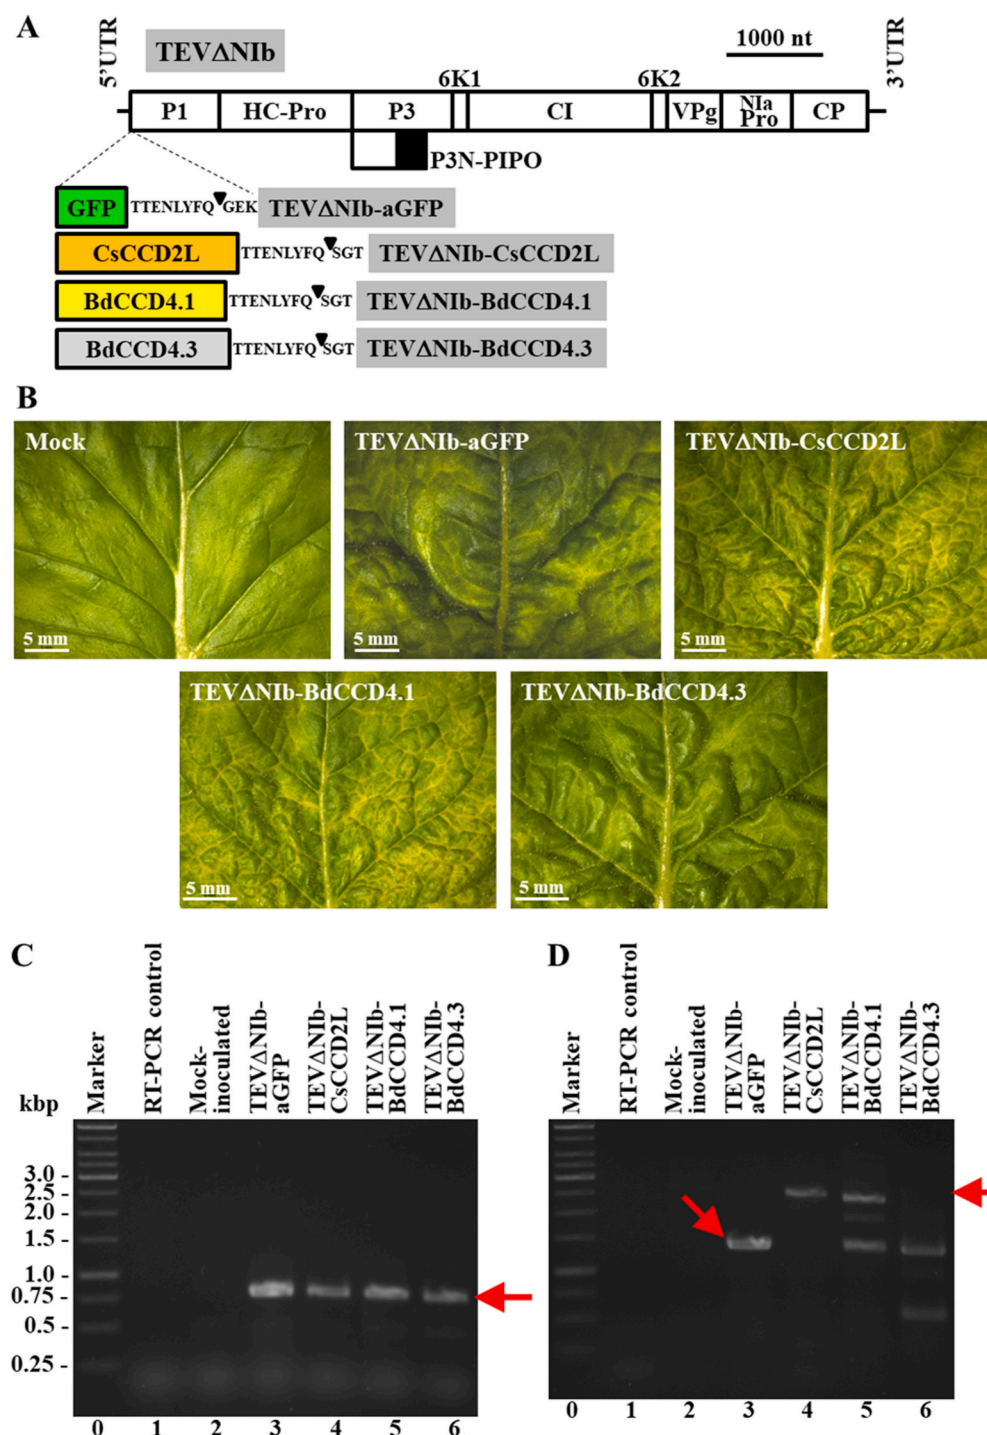 A
5'UTR
TEVΔNIb
1000 nt
3'UTR
6K1
6K2
P1
HC-Pro
P3
CI
VPg
NIa
Pro
CP
P3N-PIPO
GFP
TTENLYFQ GEK
TEVΔNIb-aGFP
CsCCD2L
TTENLYFQ SGT
TEVΔNIb-CsCCD2L
BdCCD4.1
TTENLYFQ SGT
TEVΔNIb-BdCCD4.1
BdCCD4.3
TTENLYFQ SGT
TEVΔNIb-BdCCD4.3
B
Mock
5 mm
TEVΔNIb-aGFP
5 mm
TEVΔNIb-CsCCD2L
5 mm
TEVΔNIb-BdCCD4.1
5 mm
TEVΔNIb-BdCCD4.3
5 mm
C
kbp
Marker
RT-PCR control
Mock-
inoculated
TEVΔNIb-
aGFP
TEVΔNIb-
CsCCD2L
TEVΔNIb-
BdCCD4.1
TEVΔNIb-
BdCCD4.3
3.0 -
2.5 -
2.0 -
1.5 -
1.0 -
0.75 -
0.5 -
0.25 -
0 1 2 3 4 5 6
D
Marker
RT-PCR control
Mock-
inoculated
TEVΔNIb-
aGFP
TEVΔNIb-
CsCCD2L
TEVΔNIb-
BdCCD4.1
TEVΔNIb-
BdCCD4.3
0 1 2 3 4 5 6